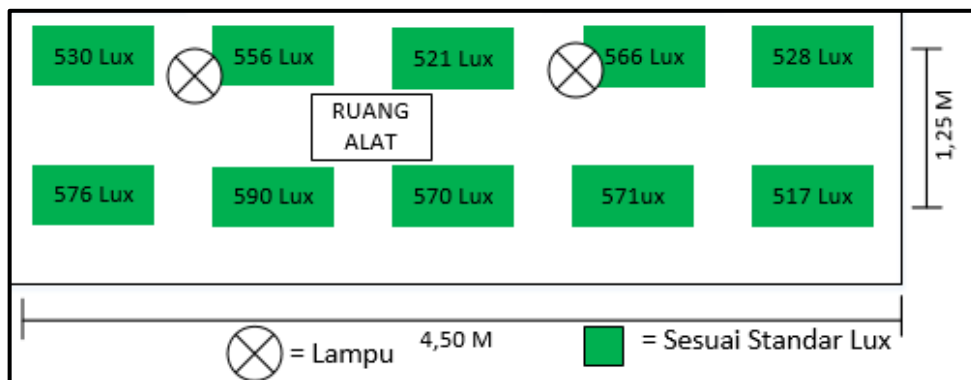 530 Lux
556 Lux
521 Lux
566 Lux
528 Lux
RUANG
ALAT
1,25 M
576 Lux
590 Lux
570 Lux
571ux
517 Lux
4,50 M
= Lampu
= Sesuai Standar Lux